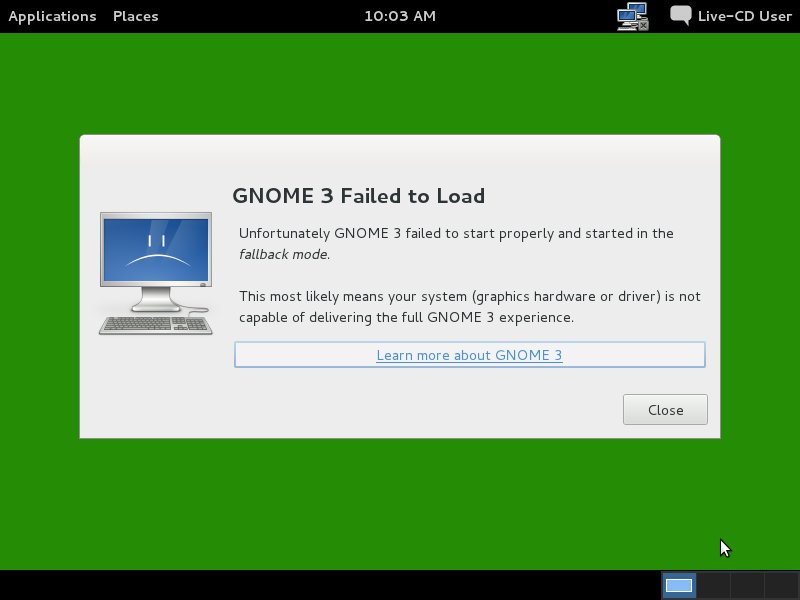 Applications Places 10:03 AM Live-CD User
GNOME 3 Failed to Load
Unfortunately GNOME 3 failed to start properly and started in the
fallback mode.
This most likely means your system (graphics hardware or driver) is not
capable of delivering the full GNOME 3 experience.
Learn more about GNOME 3
Close